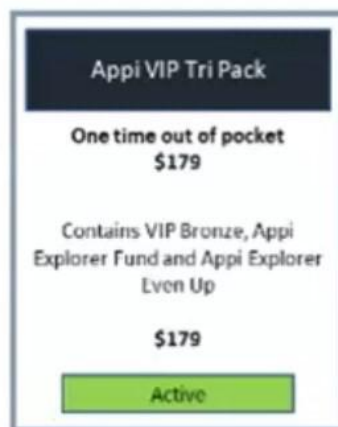 Appi VIP Tri Pack
One time out of pocket
$179
Contains VIP Bronze, Appi
Explorer Fund and Appi Explorer
Even Up
$179
Active